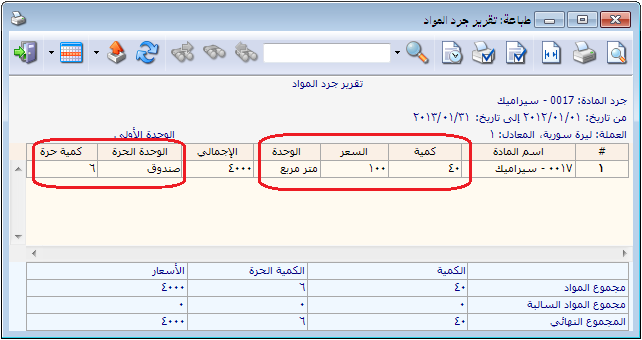 طباعة: تقرير جرد المواد
تقرير جرد المواد
جرد المادة: 0017 - سيراميك
من تاريخ: ٢٠١٢/٠١/٠١ إلى تاريخ: ٢٠١٣/٠١/٣١
العملة: ليرة سورية، المعادل: ١ الوحدة الأولى
# اسم المادة كمية السعر الوحدة الإجمالي الوحدة الحرة كمية حرة
١ ٠٠١٧ - سيراميك ٤٠ ١٠٠ متر مربع ٤٠٠٠ صندوق ٦
الكمية الكمية الحرة الأسعار
مجموع المواد ٤٠ ٦ ٤٠٠٠
مجموع المواد السالبة ٠ ٠ ٠
المجموع النهائي ٤٠ ٦ ٤٠٠٠